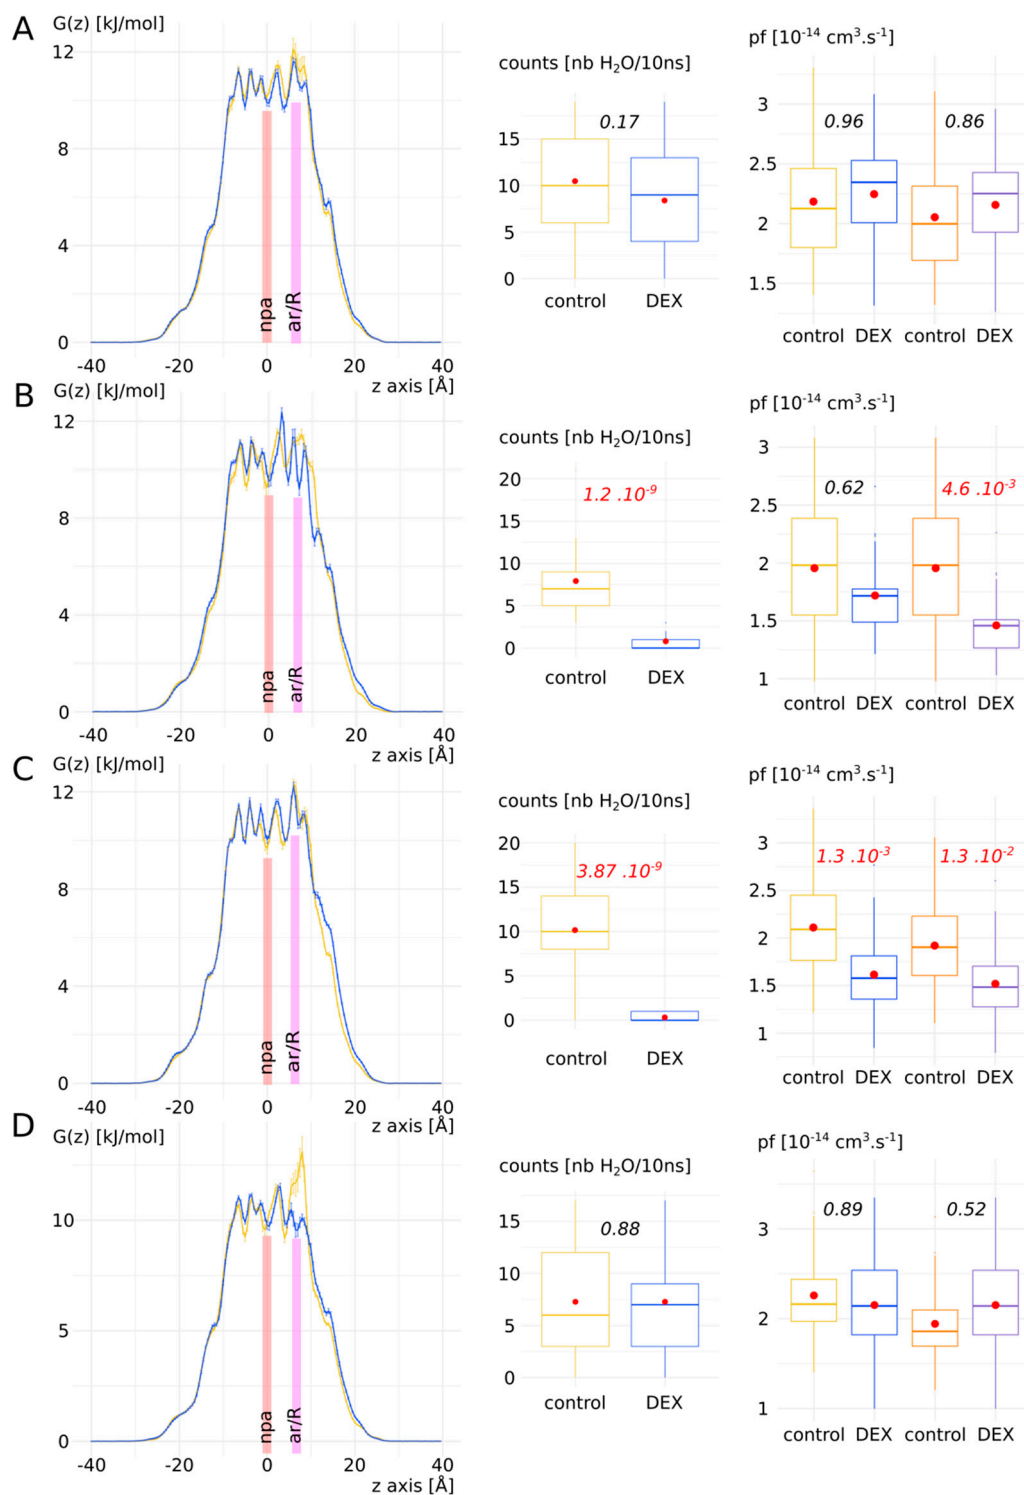 A
G(z) [kJ/mol]
12
8
4
0
npa
ar/R
-40 -20 0 20 40
z axis [Å]
counts [nb H₂O/10ns]
15
10
5
0
0.17
control DEX
pf [10⁻¹⁴ cm³.s⁻¹]
3
2.5
2
1.5
0.96 0.86
control DEX control DEX
B
G(z) [kJ/mol]
12
8
4
0
npa
ar/R
-40 -20 0 20 40
z axis [Å]
counts [nb H₂O/10ns]
20
15
10
5
0
1.2 .10⁻⁹
control DEX
pf [10⁻¹⁴ cm³.s⁻¹]
3
2.5
2
1.5
1
0.62 4.6 .10⁻³
control DEX control DEX
C
G(z) [kJ/mol]
12
8
4
0
npa
ar/R
-40 -20 0 20 40
z axis [Å]
counts [nb H₂O/10ns]
20
15
10
5
0
3.87 .10⁻⁹
control DEX
pf [10⁻¹⁴ cm³.s⁻¹]
3
2.5
2
1.5
1
1.3 .10⁻³ 1.3 .10⁻²
control DEX control DEX
D
G(z) [kJ/mol]
10
5
0
npa
ar/R
-40 -20 0 20 40
z axis [Å]
counts [nb H₂O/10ns]
15
10
5
0
0.88
control DEX
pf [10⁻¹⁴ cm³.s⁻¹]
3
2
1
0.89 0.52
control DEX control DEX